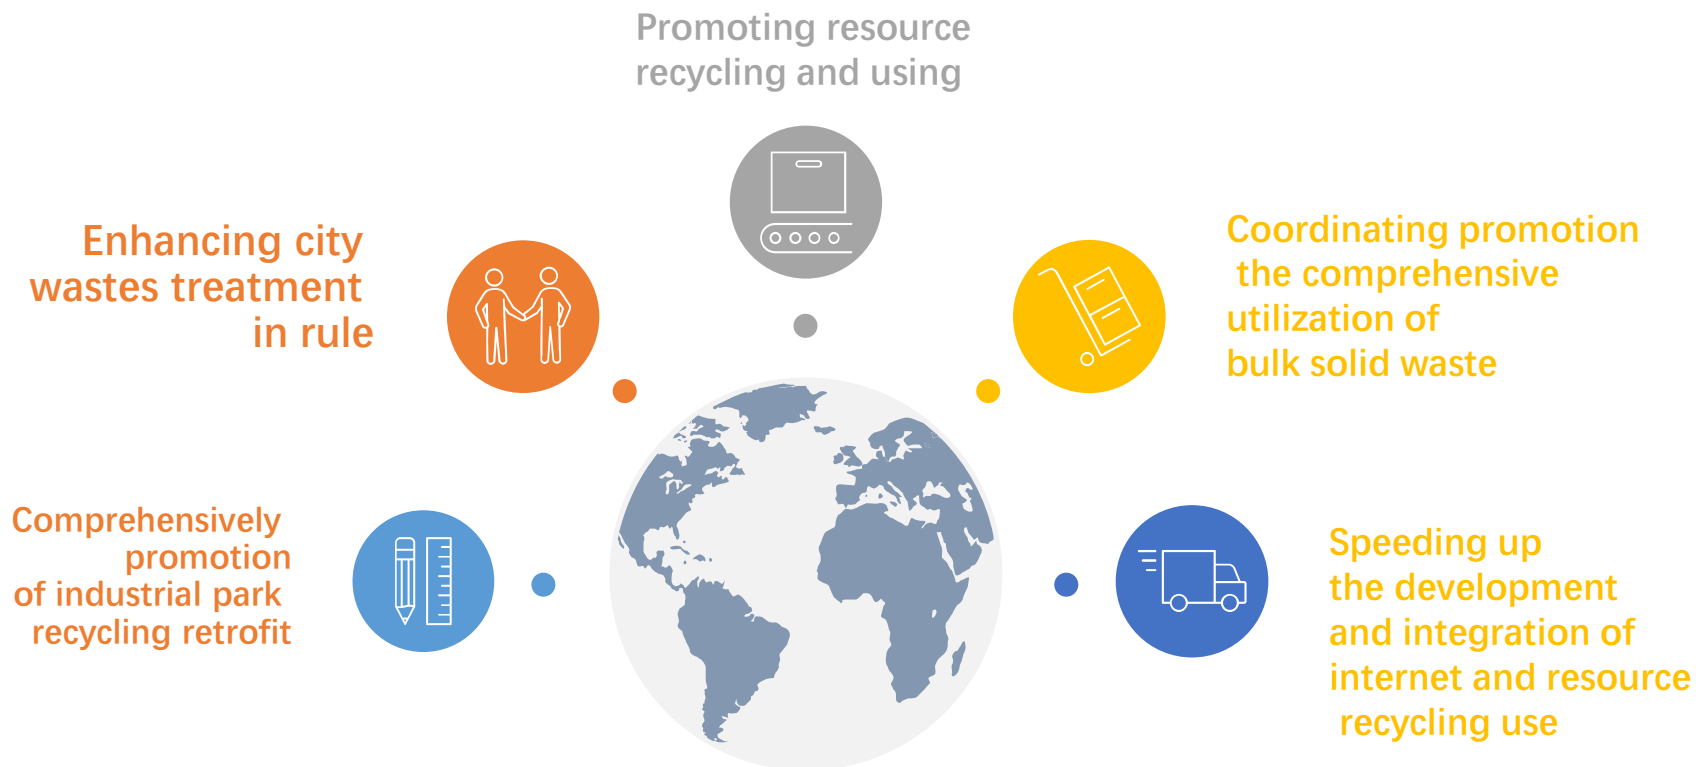 Promoting resource
recycling and using
Enhancing city
wastes treatment
in rule
Coordinating promotion
the comprehensive
utilization of
bulk solid waste
Comprehensively
promotion
of industrial park
recycling retrofit
Speeding up
the development
and integration of
internet and resource
recycling use